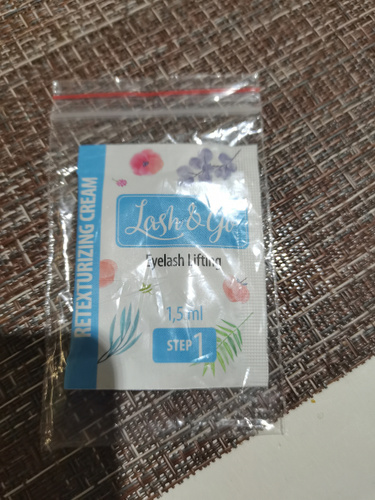 RETEXTURIZING CREAM
Lash & Go
Eyelash Lifting
1,5 ml
STEP 1